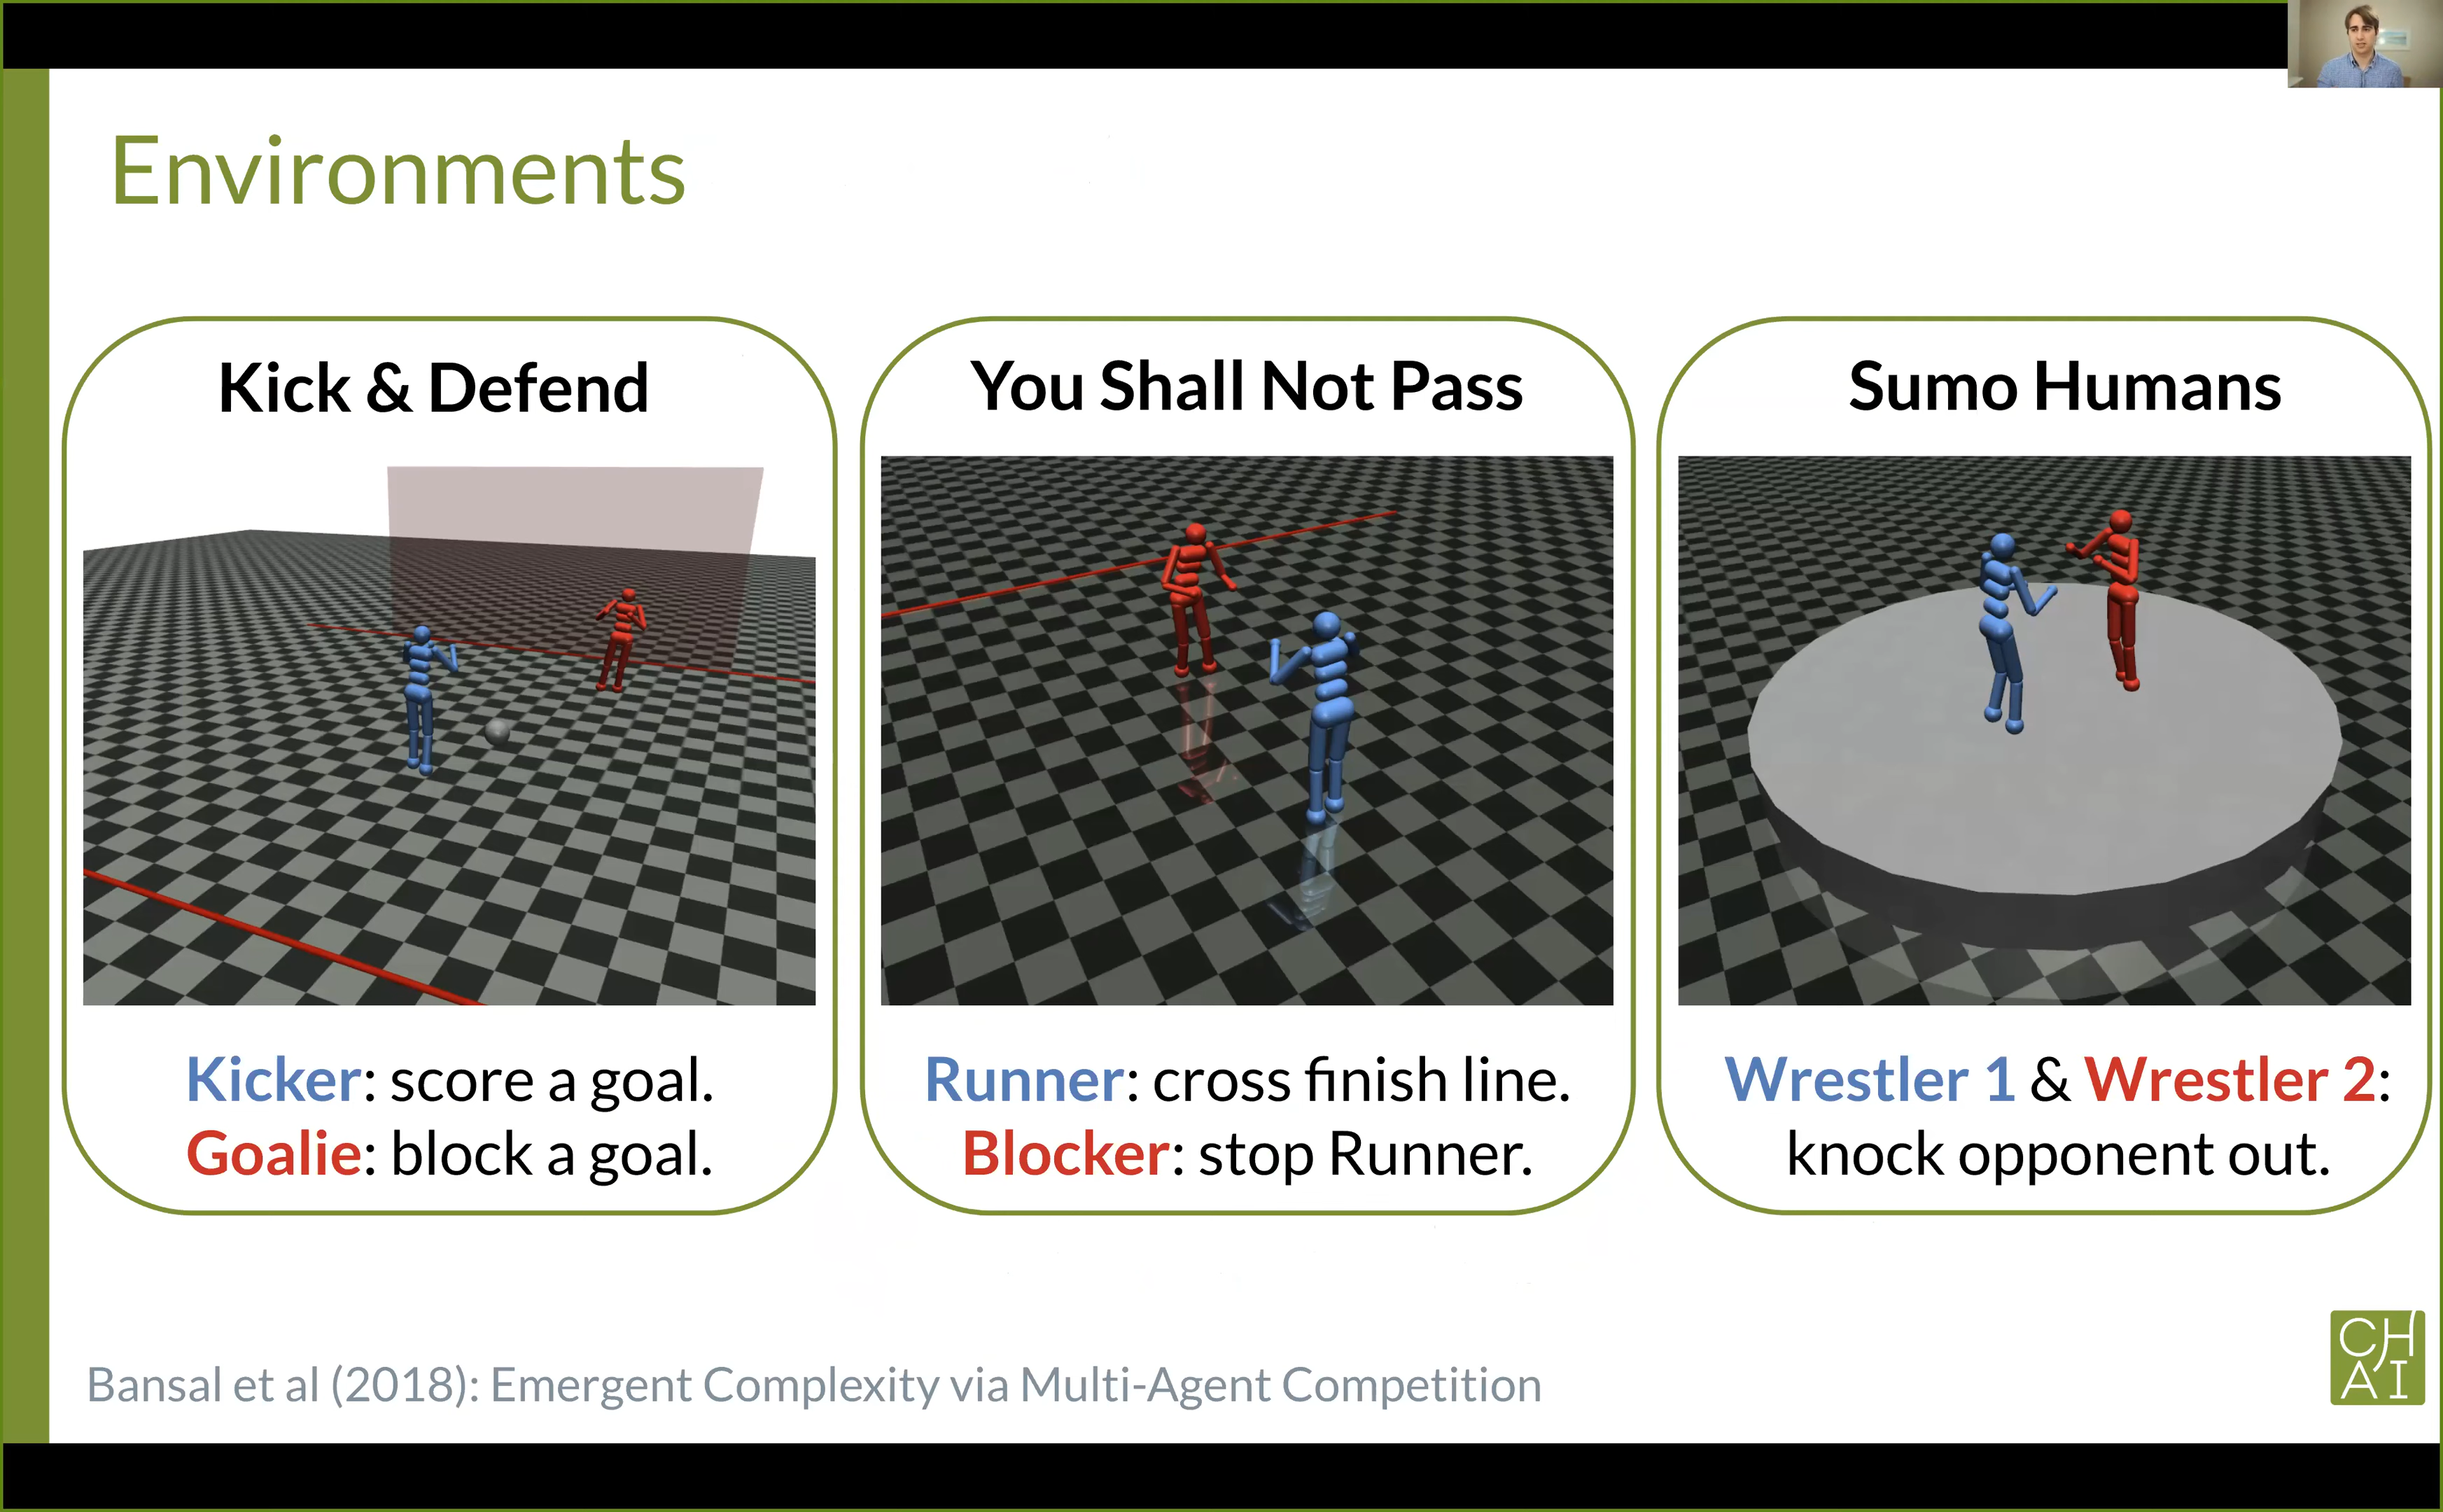 Environments
Kick & Defend
Kicker: score a goal.
Goalie: block a goal.
You Shall Not Pass
Runner: cross finish line.
Blocker: stop Runner.
Sumo Humans
Wrestler 1 & Wrestler 2:
knock opponent out.
Bansal et al (2018): Emergent Complexity via Multi-Agent Competition
CH
AI